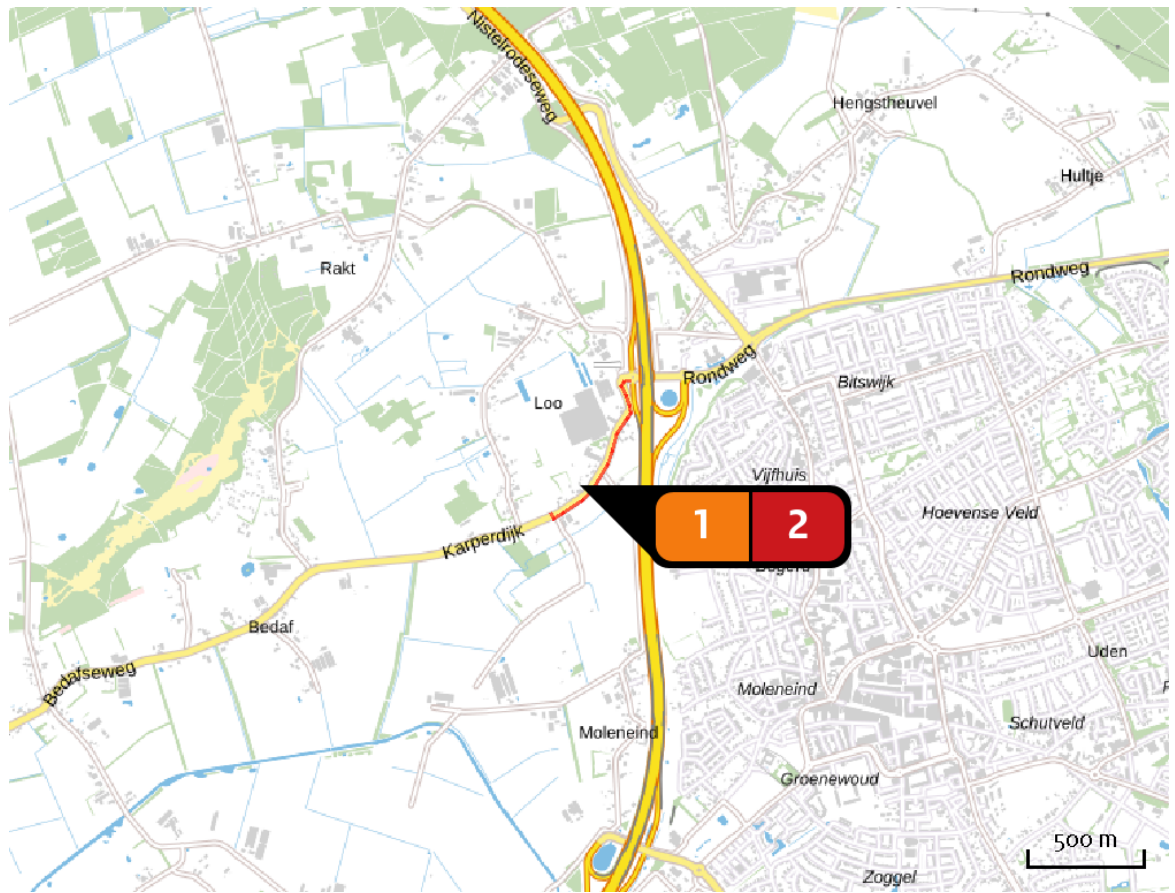 Nistelrodeseweg
Hengstheuvel
Hultje
Rakt
Rondweg
Rondweg
Bitswijk
Loo
Vijfhuis
1
2
Hoevense Veld
Karperdijk
Bedaf
Uden
Bedafseweg
Moleneind
Moleneind
Schutveld
Groenewoud
500 m
Zoggel